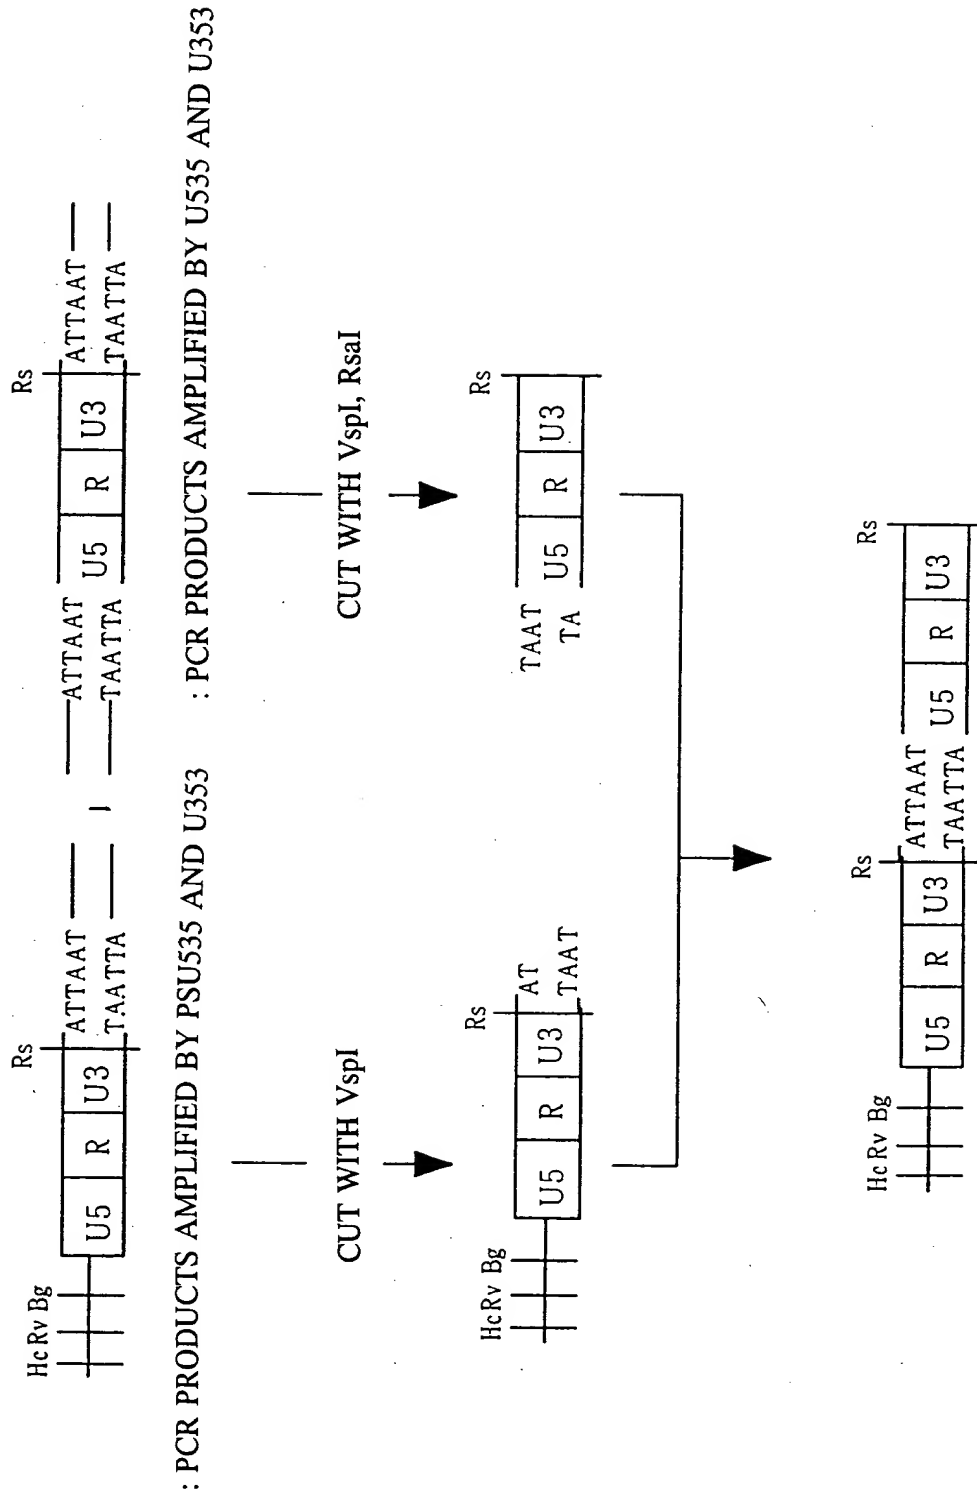 Hc Rv Bg U5 R U3 Rs ATTAAT
TAATTA
ATTAAT U5 R U3 Rs ATTAAT
TAATTA TAATTA
: PCR PRODUCTS AMPLIFIED BY PSU535 AND U353
: PCR PRODUCTS AMPLIFIED BY U535 AND U353
CUT WITH VspI
CUT WITH VspI, RsaI
Hc Rv Bg U5 R U3 Rs AT
TAAT
TAAT U5 R U3 Rs
TA
Hc Rv Bg U5 R U3 Rs ATTAAT U5 R U3 Rs
TAATTA